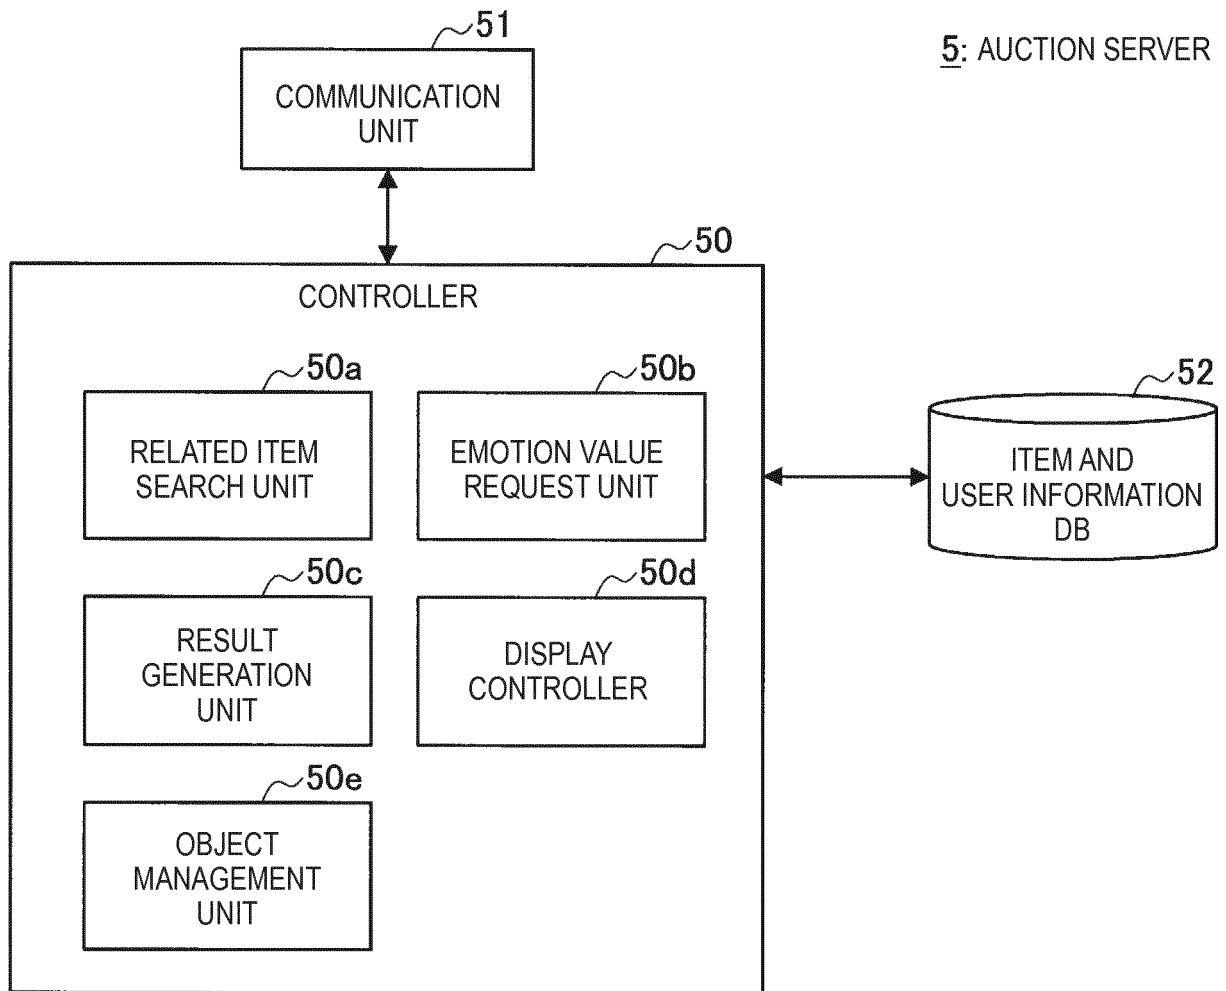 51
5: AUCTION SERVER
COMMUNICATION
UNIT
50
CONTROLLER
50a
RELATED ITEM
SEARCH UNIT
50b
EMOTION VALUE
REQUEST UNIT
52
ITEM AND
USER INFORMATION
DB
50c
RESULT
GENERATION
UNIT
50d
DISPLAY
CONTROLLER
50e
OBJECT
MANAGEMENT
UNIT